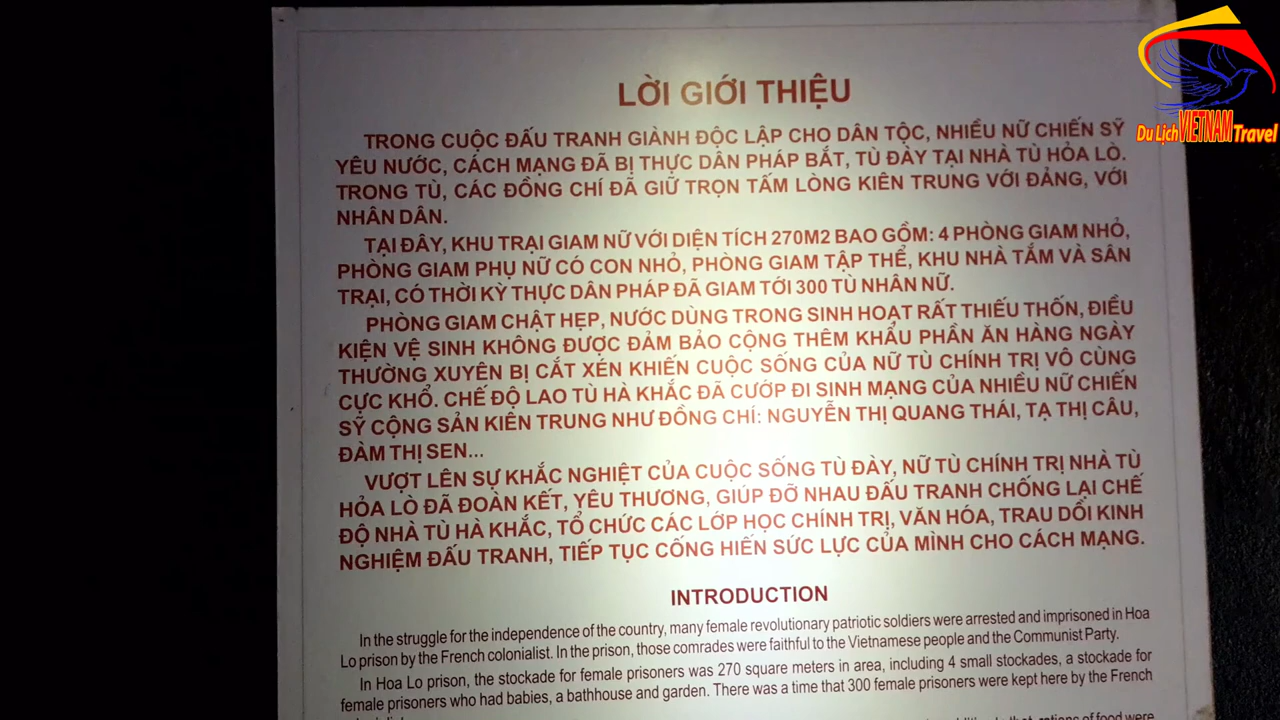 LỜI GIỚI THIỆU
TRONG CUỘC ĐẤU TRANH GIÀNH ĐỘC LẬP CHO DÂN TỘC, NHIỀU NỮ CHIẾN SỸ
YÊU NƯỚC, CÁCH MẠNG ĐÃ BỊ THỰC DÂN PHÁP BẮT, TÙ ĐÀY TẠI NHÀ TÙ HỎA LÒ.
TRONG TÙ, CÁC ĐỒNG CHÍ ĐÃ GIỮ TRỌN TẤM LÒNG KIÊN TRUNG VỚI ĐẢNG, VỚI
NHÂN DÂN.
TẠI ĐÂY, KHU TRẠI GIAM NỮ VỚI DIỆN TÍCH 270M2 BAO GỒM: 4 PHÒNG GIAM NHỎ,
PHÒNG GIAM PHỤ NỮ CÓ CON NHỎ, PHÒNG GIAM TẬP THỂ, KHU NHÀ TẮM VÀ SÂN
TRẠI, CÓ THỜI KỲ THỰC DÂN PHÁP ĐÃ GIAM TỚI 300 TÙ NHÂN NỮ.
PHÒNG GIAM CHẬT HẸP, NƯỚC DÙNG TRONG SINH HOẠT RẤT THIẾU THỐN, ĐIỀU
KIỆN VỆ SINH KHÔNG ĐƯỢC ĐẢM BẢO CỘNG THÊM KHẨU PHẦN ĂN HÀNG NGÀY
THƯỜNG XUYÊN BỊ CẮT XÉN KHIẾN CUỘC SỐNG CỦA NỮ TÙ CHÍNH TRỊ VÔ CÙNG
CỰC KHỔ. CHẾ ĐỘ LAO TÙ HÀ KHẮC ĐÃ CƯỚP ĐI SINH MẠNG CỦA NHIỀU NỮ CHIẾN
SỸ CỘNG SẢN KIÊN TRUNG NHƯ ĐỒNG CHÍ: NGUYỄN THỊ QUANG THÁI, TẠ THỊ CÂU,
ĐÀM THỊ SEN...
VƯỢT LÊN SỰ KHẮC NGHIỆT CỦA CUỘC SỐNG TÙ ĐÀY, NỮ TÙ CHÍNH TRỊ NHÀ TÙ
HỎA LÒ ĐÃ ĐOÀN KẾT, YÊU THƯƠNG, GIÚP ĐỠ NHAU ĐẤU TRANH CHỐNG LẠI CHẾ
ĐỘ NHÀ TÙ HÀ KHẮC, TỔ CHỨC CÁC LỚP HỌC CHÍNH TRỊ, VĂN HÓA, TRAU DỒI KINH
NGHIỆM ĐẤU TRANH, TIẾP TỤC CỐNG HIẾN SỨC LỰC CỦA MÌNH CHO CÁCH MẠNG.
INTRODUCTION
In the struggle for the independence of the country, many female revolutionary patriotic soldiers were arrested and imprisoned in Hoa
Lo prison by the French colonialist. In the prison, those comrades were faithful to the Vietnamese people and the Communist Party.
In Hoa Lo prison, the stockade for female prisoners was 270 square meters in area, including 4 small stockades, a stockade for
female prisoners who had babies, a bathhouse and garden. There was a time that 300 female prisoners were kept here by the French
rations of food were
Du Lịch VIETNAM Travel